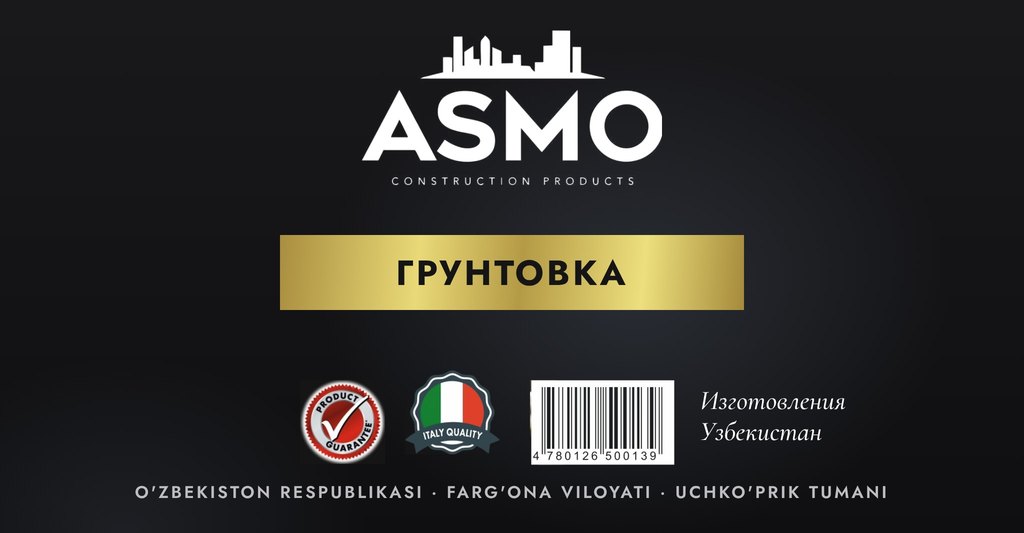 ASMO
CONSTRUCTION PRODUCTS
ГРУНТОВКА
PRODUCT
GUARANTEE
ITALY QUALITY
4 780126 500139
Изготовления
Узбекистан
O'ZBEKISTON RESPUBLIKASI · FARG'ONA VILOYATI · UCHKO'PRIK TUMANI